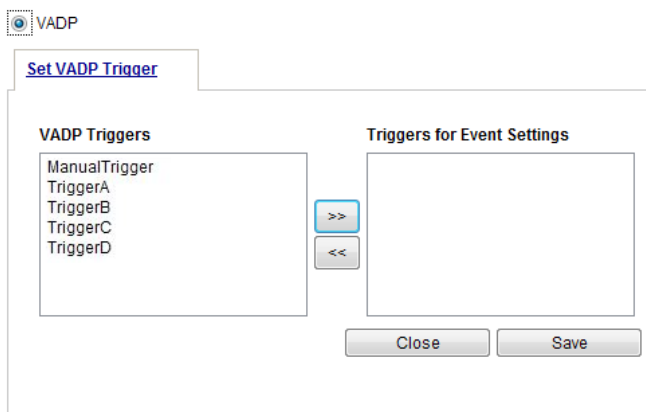 VADP
Set VADP Trigger
VADP Triggers
Triggers for Event Settings
ManualTrigger
TriggerA
TriggerB
TriggerC
TriggerD
>>
<<
Close
Save